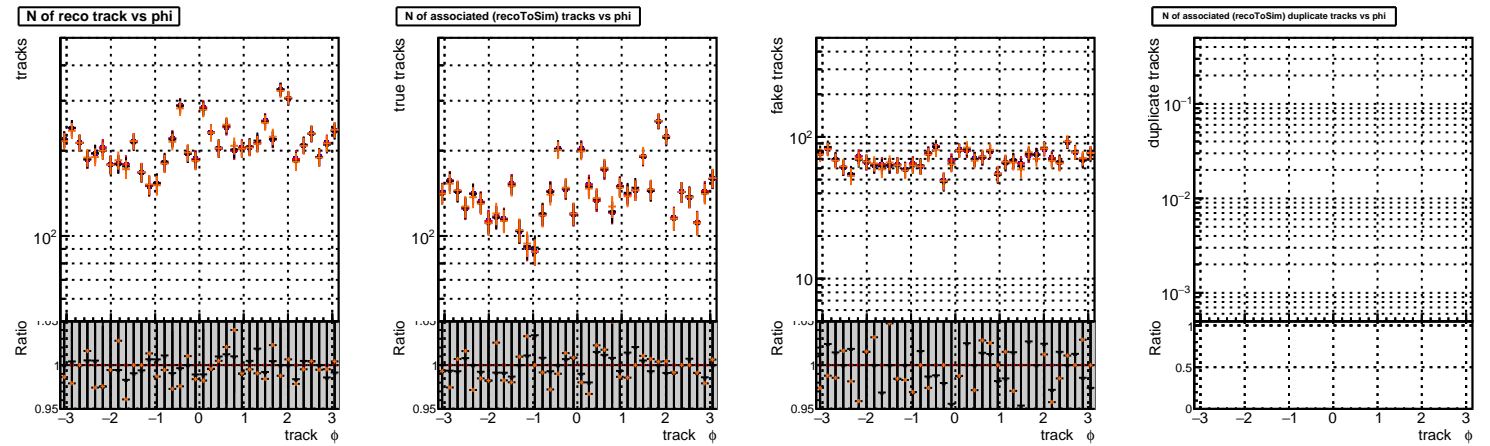 N of reco track vs phi
tracks
10²
Ratio
1.05
1
0.95
−3 −2 −1 0 1 2 3
track ϕ
N of associated (recoToSim) tracks vs phi
true tracks
10²
Ratio
1.05
1
0.95
−3 −2 −1 0 1 2 3
track ϕ
fake tracks
10²
10
Ratio
1.05
1
0.95
−3 −2 −1 0 1 2 3
track ϕ
N of associated (recoToSim) duplicate tracks vs phi
duplicate tracks
10⁻¹
10⁻²
10⁻³
Ratio
1
0.5
0
−3 −2 −1 0 1 2 3
track ϕ